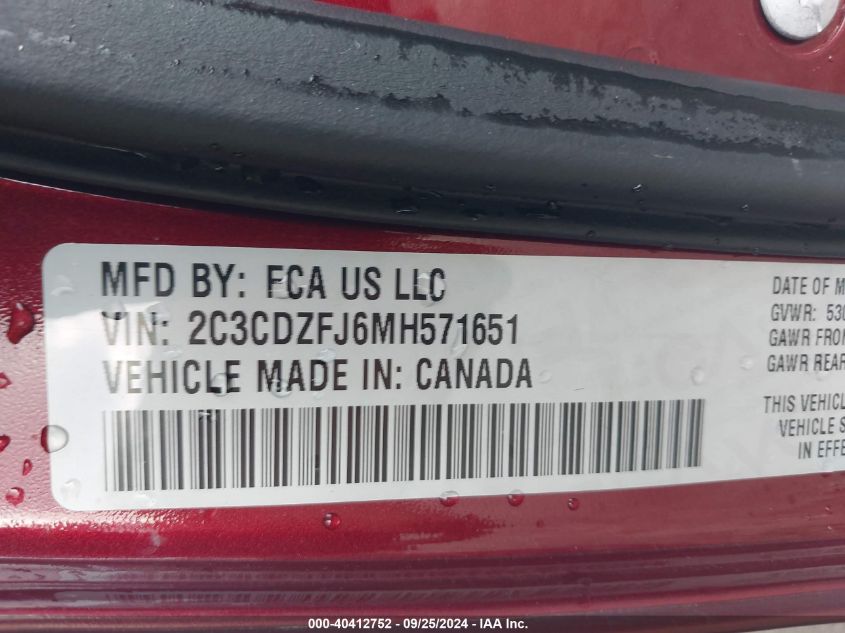 MFD BY: FCA US LLC
VIN: 2C3CDZFJ6MH571651
VEHICLE MADE IN: CANADA
DATE OF M
GVWR: 530
GAWR FRON
GAWR REAR
THIS VEHICL
VEHICLE S
IN EFFE
000-40412752 - 09/25/2024 - IAA Inc.